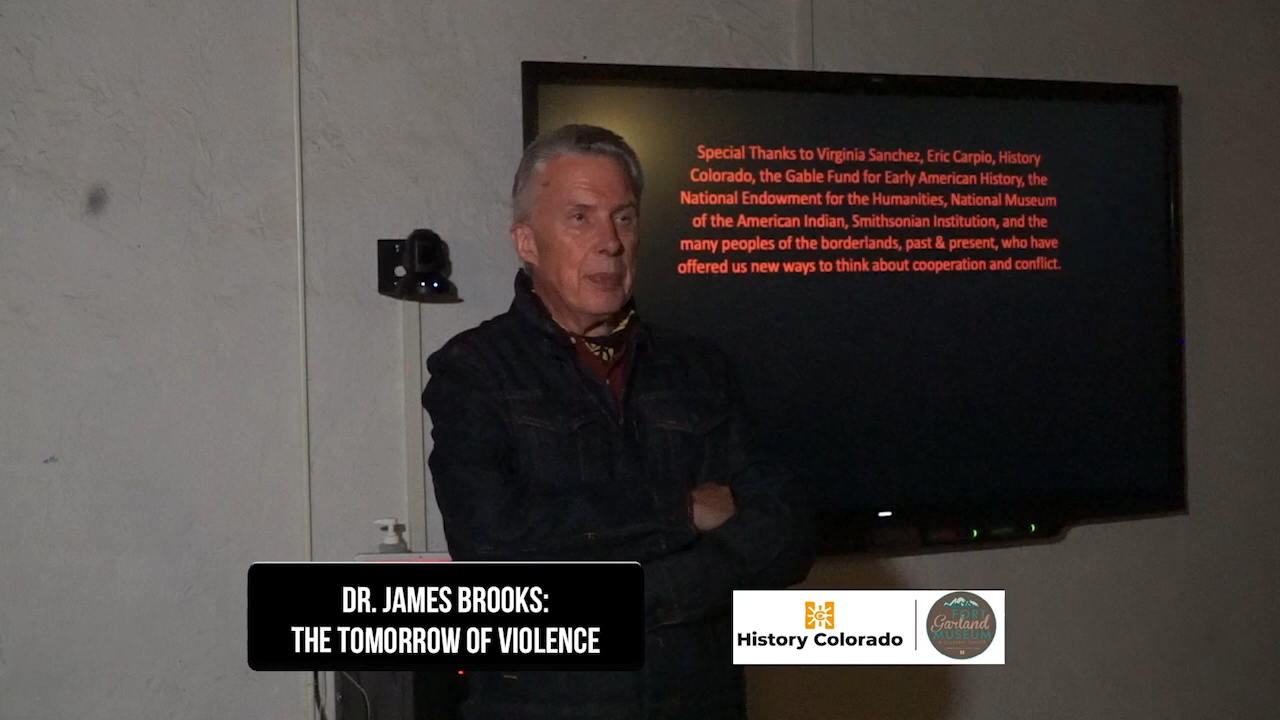 Special Thanks to Virginia Sanchez, Eric Carpio, History
Colorado, the Gable Fund for Early American History, the
National Endowment for the Humanities, National Museum
of the American Indian, Smithsonian Institution, and the
many peoples of the borderlands, past & present, who have
offered us new ways to think about cooperation and conflict.
DR. JAMES BROOKS:
THE TOMORROW OF VIOLENCE
History Colorado
FORT
Garland
MUSEUM